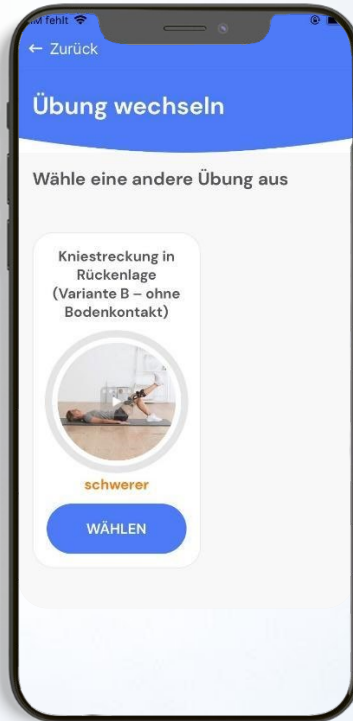 M fehlt
← Zurück
Übung wechseln
Wähle eine andere Übung aus
Kniestreckung in
Rückenlage
(Variante B – ohne
Bodenkontakt)
schwerer
WÄHLEN